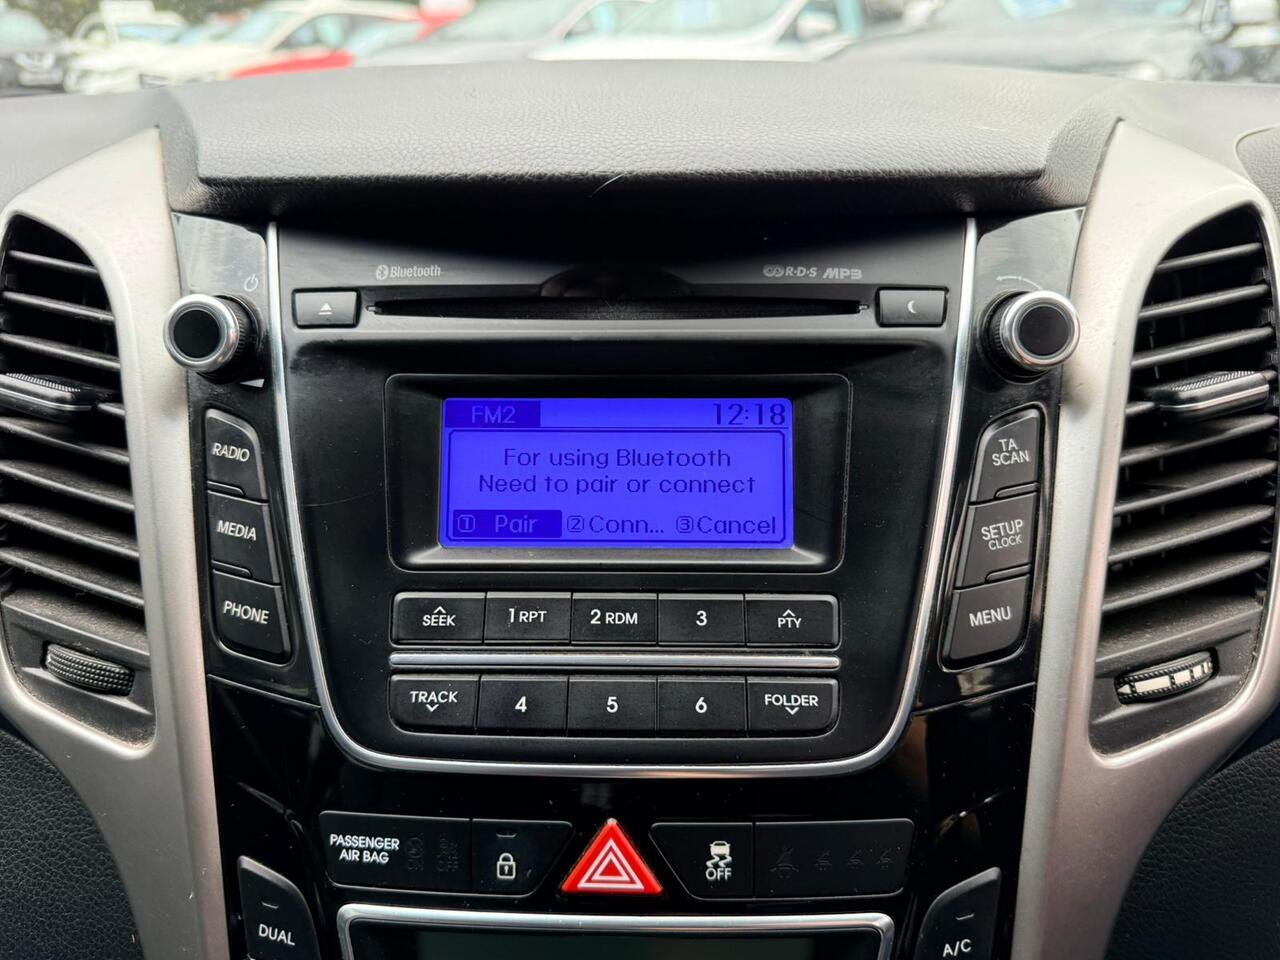 Bluetooth
R·D·S MP3
FM2 12:18
For using Bluetooth
Need to pair or connect
1 Pair 2 Conn... 3 Cancel
RADIO
MEDIA
PHONE
TA
SCAN
SETUP
CLOCK
MENU
SEEK 1 RPT 2 RDM 3 PTY
TRACK 4 5 6 FOLDER
PASSENGER
AIR BAG
OFF
DUAL
A/C